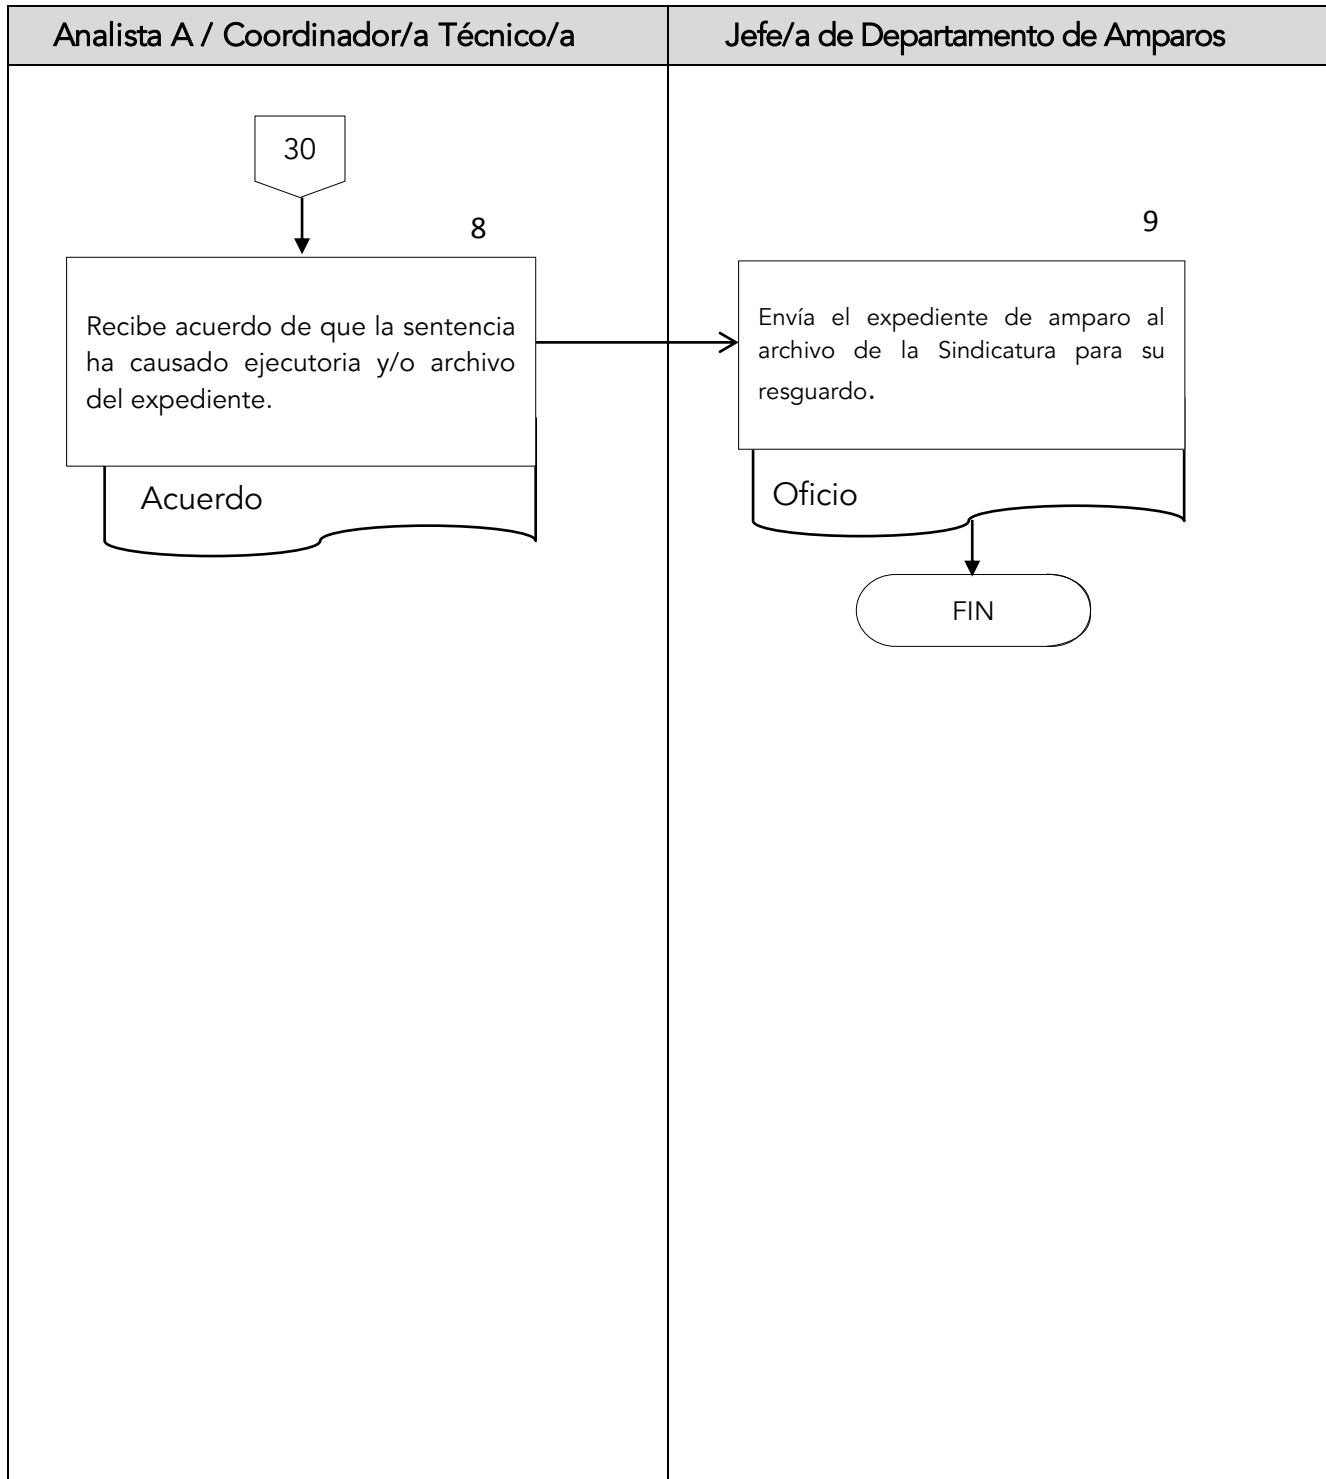 Analista A / Coordinador/a Técnico/a
Jefe/a de Departamento de Amparos
30
8
Recibe acuerdo de que la sentencia
ha causado ejecutoria y/o archivo
del expediente.
Acuerdo
9
Envía el expediente de amparo al
archivo de la Sindicatura para su
resguardo.
Oficio
FIN